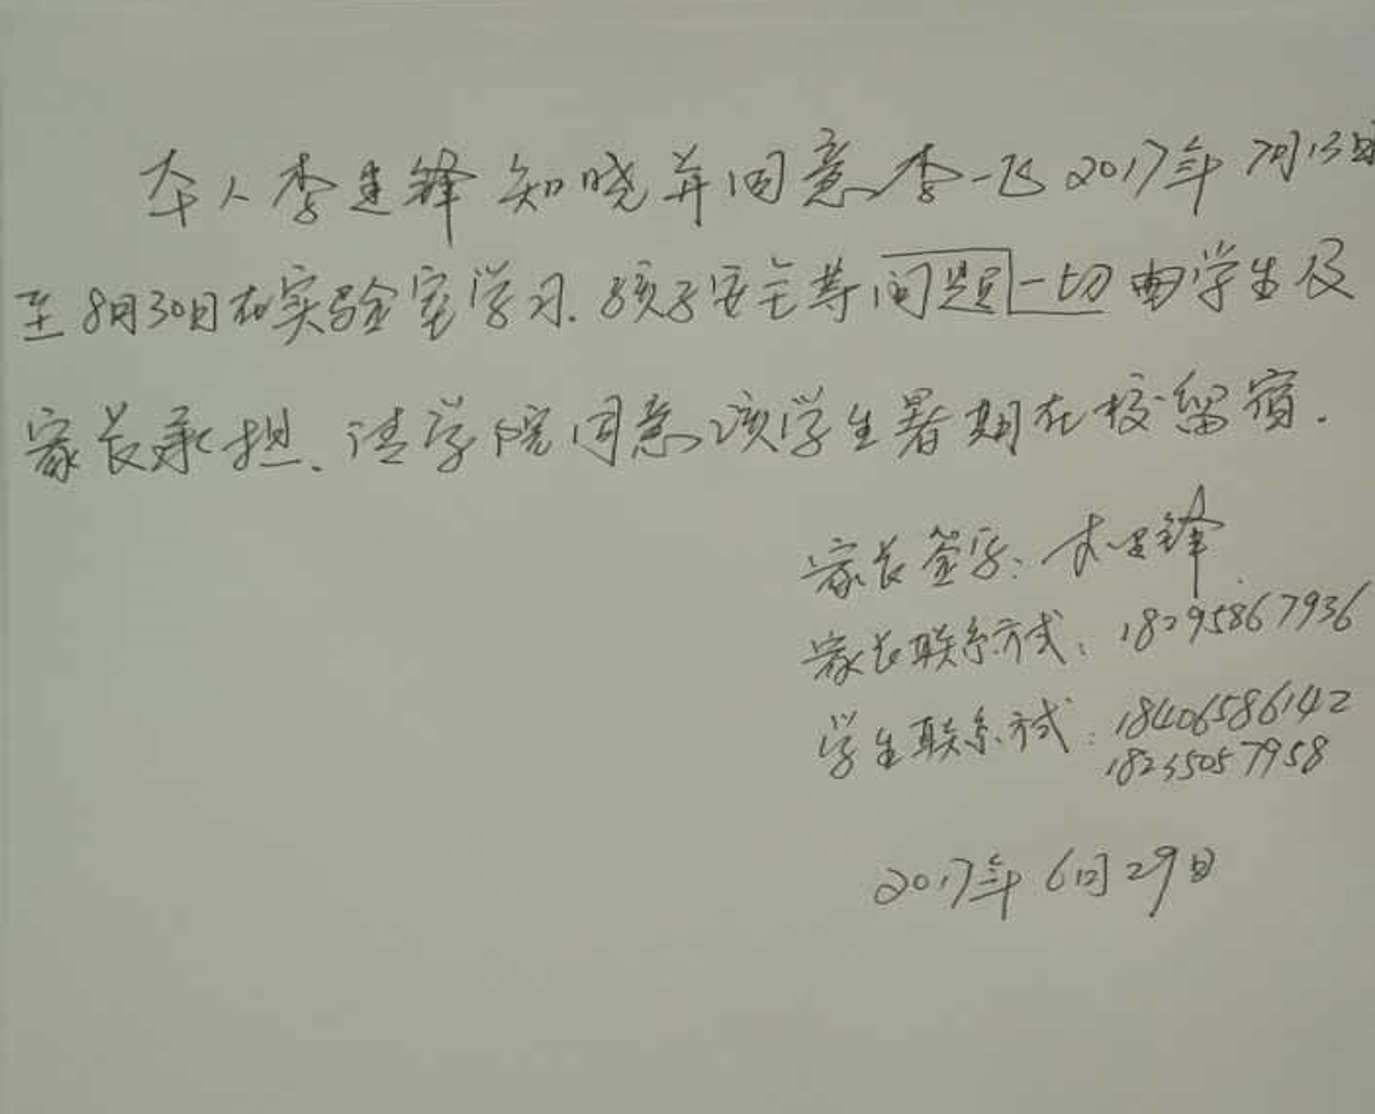 本人李建锋知晓并同意李一飞2017年7月13日
至8月30日在实验室学习.孩子安全等问题一切由学生及
家长承担、请学院同意该学生暑期在校留宿.
家长签字:李建锋
家长联系方式:18295867936
学生联系方式:18406586142
18235057958
2017年6月29日